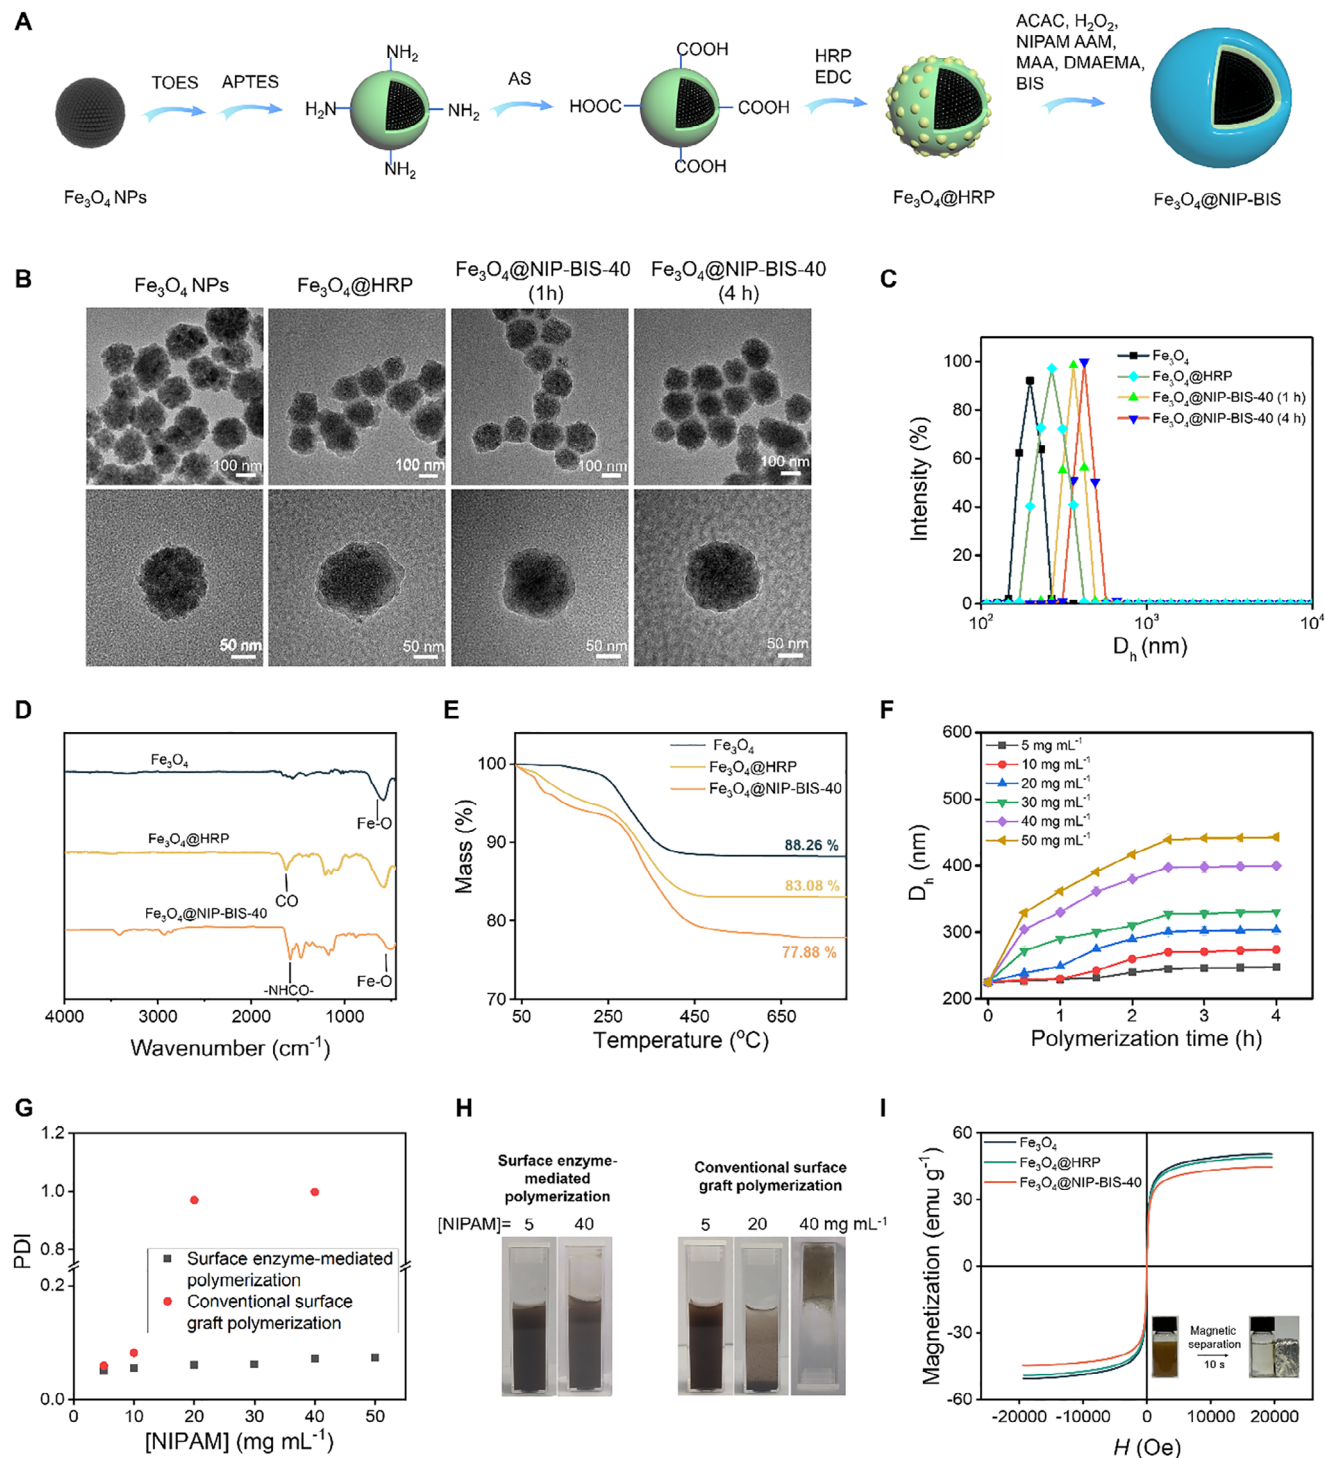 A
TOES
APTES
NH₂
H₂N
NH₂
NH₂
AS
COOH
HOOC
COOH
COOH
HRP
EDC
ACAC, H₂O₂,
NIPAM AAM,
MAA, DMAEMA,
BIS
Fe₃O₄ NPs
Fe₃O₄@HRP
Fe₃O₄@NIP-BIS
B
Fe₃O₄ NPs
Fe₃O₄@HRP
Fe₃O₄@NIP-BIS-40
(1h)
Fe₃O₄@NIP-BIS-40
(4 h)
100 nm
100 nm
100 nm
100 nm
50 nm
50 nm
50 nm
50 nm
C
Fe₃O₄
Fe₃O₄@HRP
Fe₃O₄@NIP-BIS-40 (1 h)
Fe₃O₄@NIP-BIS-40 (4 h)
100
80
60
40
20
0
Intensity (%)
10²
10³
10⁴
Dₕ (nm)
D
Fe₃O₄
Fe-O
Fe₃O₄@HRP
CO
Fe₃O₄@NIP-BIS-40
-NHCO-
Fe-O
4000
3000
2000
1000
Wavenumber (cm⁻¹)
E
Fe₃O₄
Fe₃O₄@HRP
Fe₃O₄@NIP-BIS-40
100
90
80
70
Mass (%)
88.26 %
83.08 %
77.88 %
50
250
450
650
Temperature (°C)
F
600
500
400
300
200
Dₕ (nm)
5 mg mL⁻¹
10 mg mL⁻¹
20 mg mL⁻¹
30 mg mL⁻¹
40 mg mL⁻¹
50 mg mL⁻¹
0
1
2
3
4
Polymerization time (h)
G
1.2
1.0
0.8
0.2
0.0
PDI
Surface enzyme-mediated
polymerization
Conventional surface
graft polymerization
0
10
20
30
40
50
[NIPAM] (mg mL⁻¹)
H
Surface enzyme-
mediated
polymerization
Conventional surface
graft polymerization
[NIPAM]= 5 40
5 20 40 mg mL⁻¹
I
60
30
0
-30
-60
Magnetization (emu g⁻¹)
Fe₃O₄
Fe₃O₄@HRP
Fe₃O₄@NIP-BIS-40
Magnetic
separation
10 s
-20000
-10000
0
10000
20000
H (Oe)